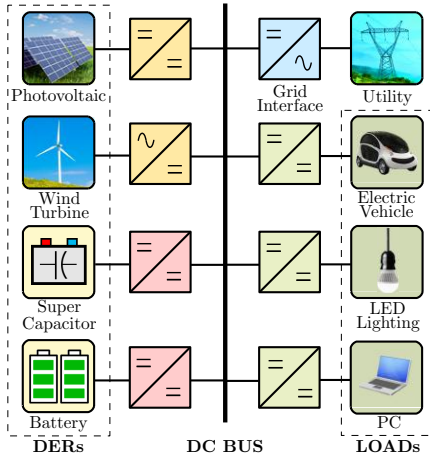 Photovoltaic
Grid
Interface
Utility
Wind
Turbine
Electric
Vehicle
Super
Capacitor
LED
Lighting
Battery
PC
DERs
DC BUS
LOADs